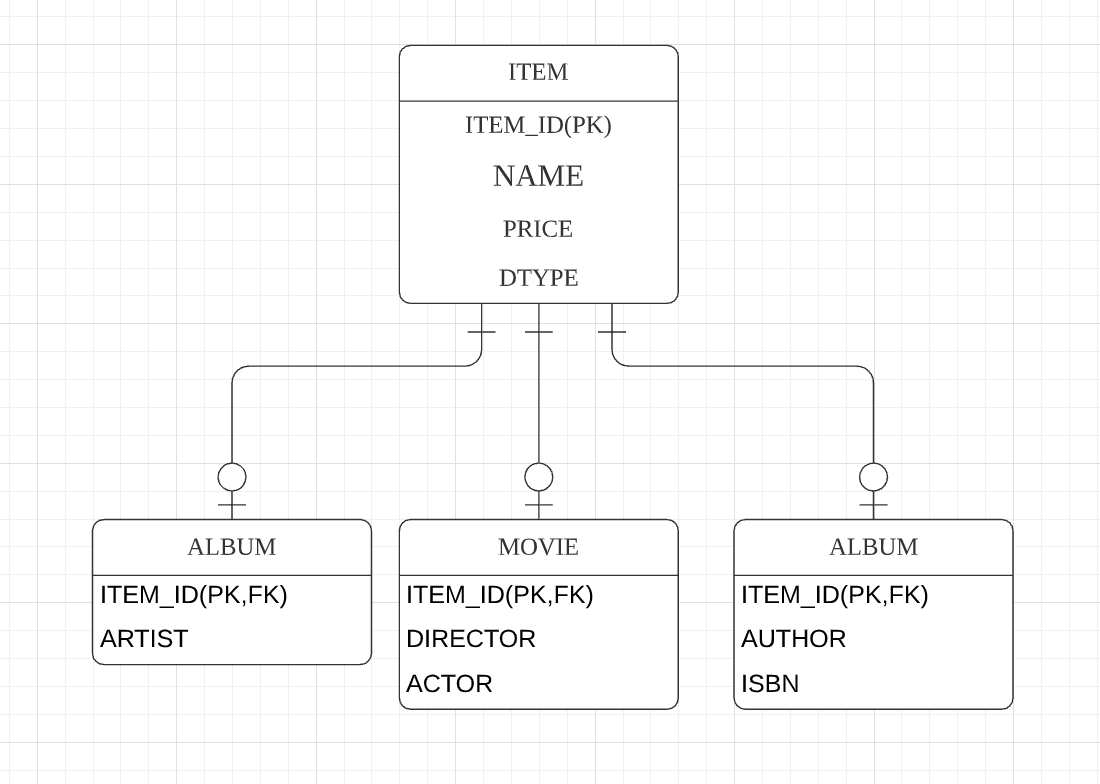 ITEM
ITEM_ID(PK)
NAME
PRICE
DTYPE
ALBUM
ITEM_ID(PK,FK)
ARTIST
MOVIE
ITEM_ID(PK,FK)
DIRECTOR
ACTOR
ALBUM
ITEM_ID(PK,FK)
AUTHOR
ISBN